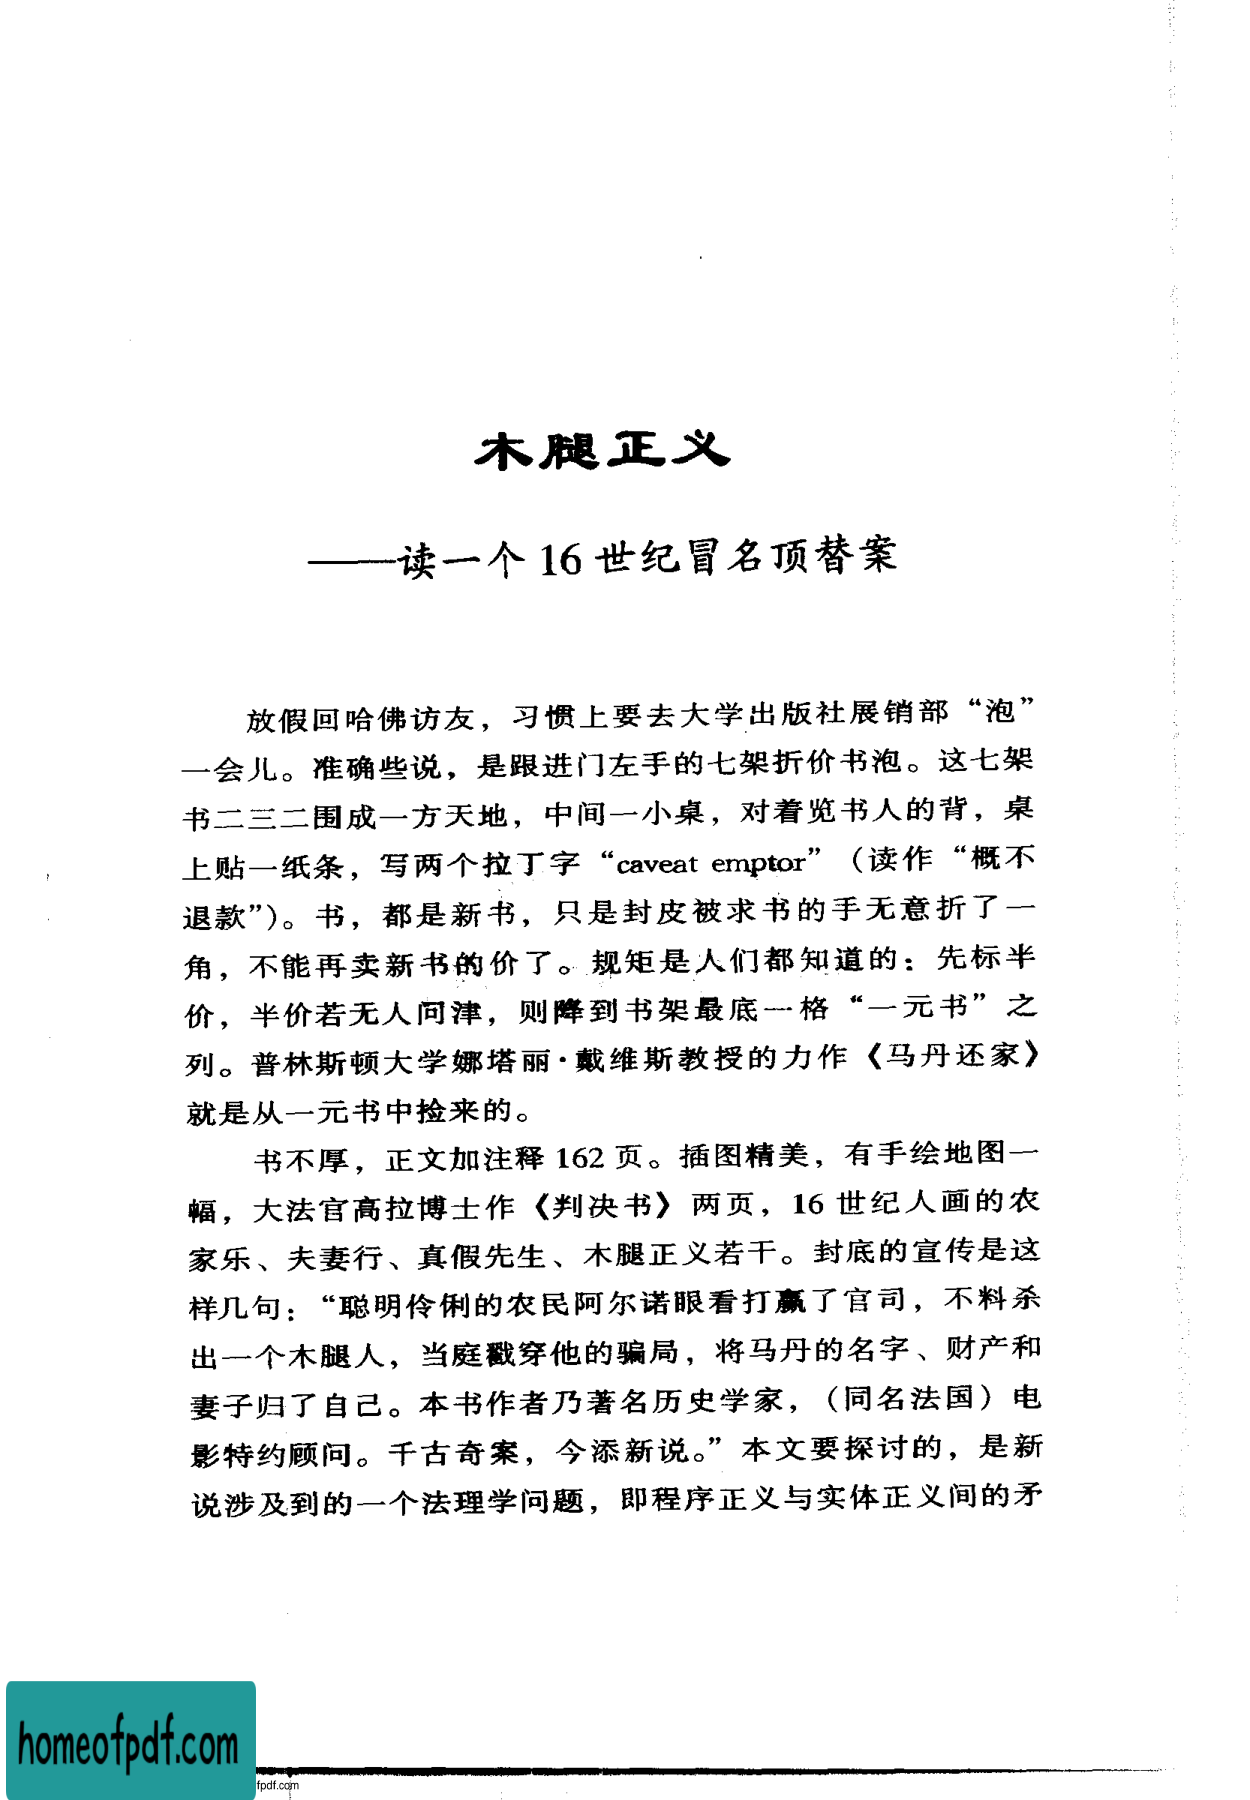 木腿正义
——读一个16世纪冒名顶替案
放假回哈佛访友，习惯上要去大学出版社展销部“泡”
一会儿。准确些说，是跟进门左手的七架折价书泡。这七架
书二三二围成一方天地，中间一小桌，对着览书人的背，桌
上贴一纸条，写两个拉丁字“caveat emptor”（读作“概不
退款”）。书，都是新书，只是封皮被求书的手无意折了一
角，不能再卖新书的价了。规矩是人们都知道的：先标半
价，半价若无人问津，则降到书架最底一格“一元书”之
列。普林斯顿大学娜塔丽·戴维斯教授的力作《马丹还家》
就是从一元书中捡来的。
书不厚，正文加注释162页。插图精美，有手绘地图一
幅，大法官高拉博士作《判决书》两页，16世纪人画的农
家乐、夫妻行、真假先生、木腿正义若干。封底的宣传是这
样几句：“聪明伶俐的农民阿尔诺眼看打赢了官司，不料杀
出一个木腿人，当庭戳穿他的骗局，将马丹的名字、财产和
妻子归了自己。本书作者乃著名历史学家，（同名法国）电
影特约顾问。千古奇案，今添新说。”本文要探讨的，是新
说涉及到的一个法理学问题，即程序正义与实体正义间的矛
homeofpdf.com
fpdf.com